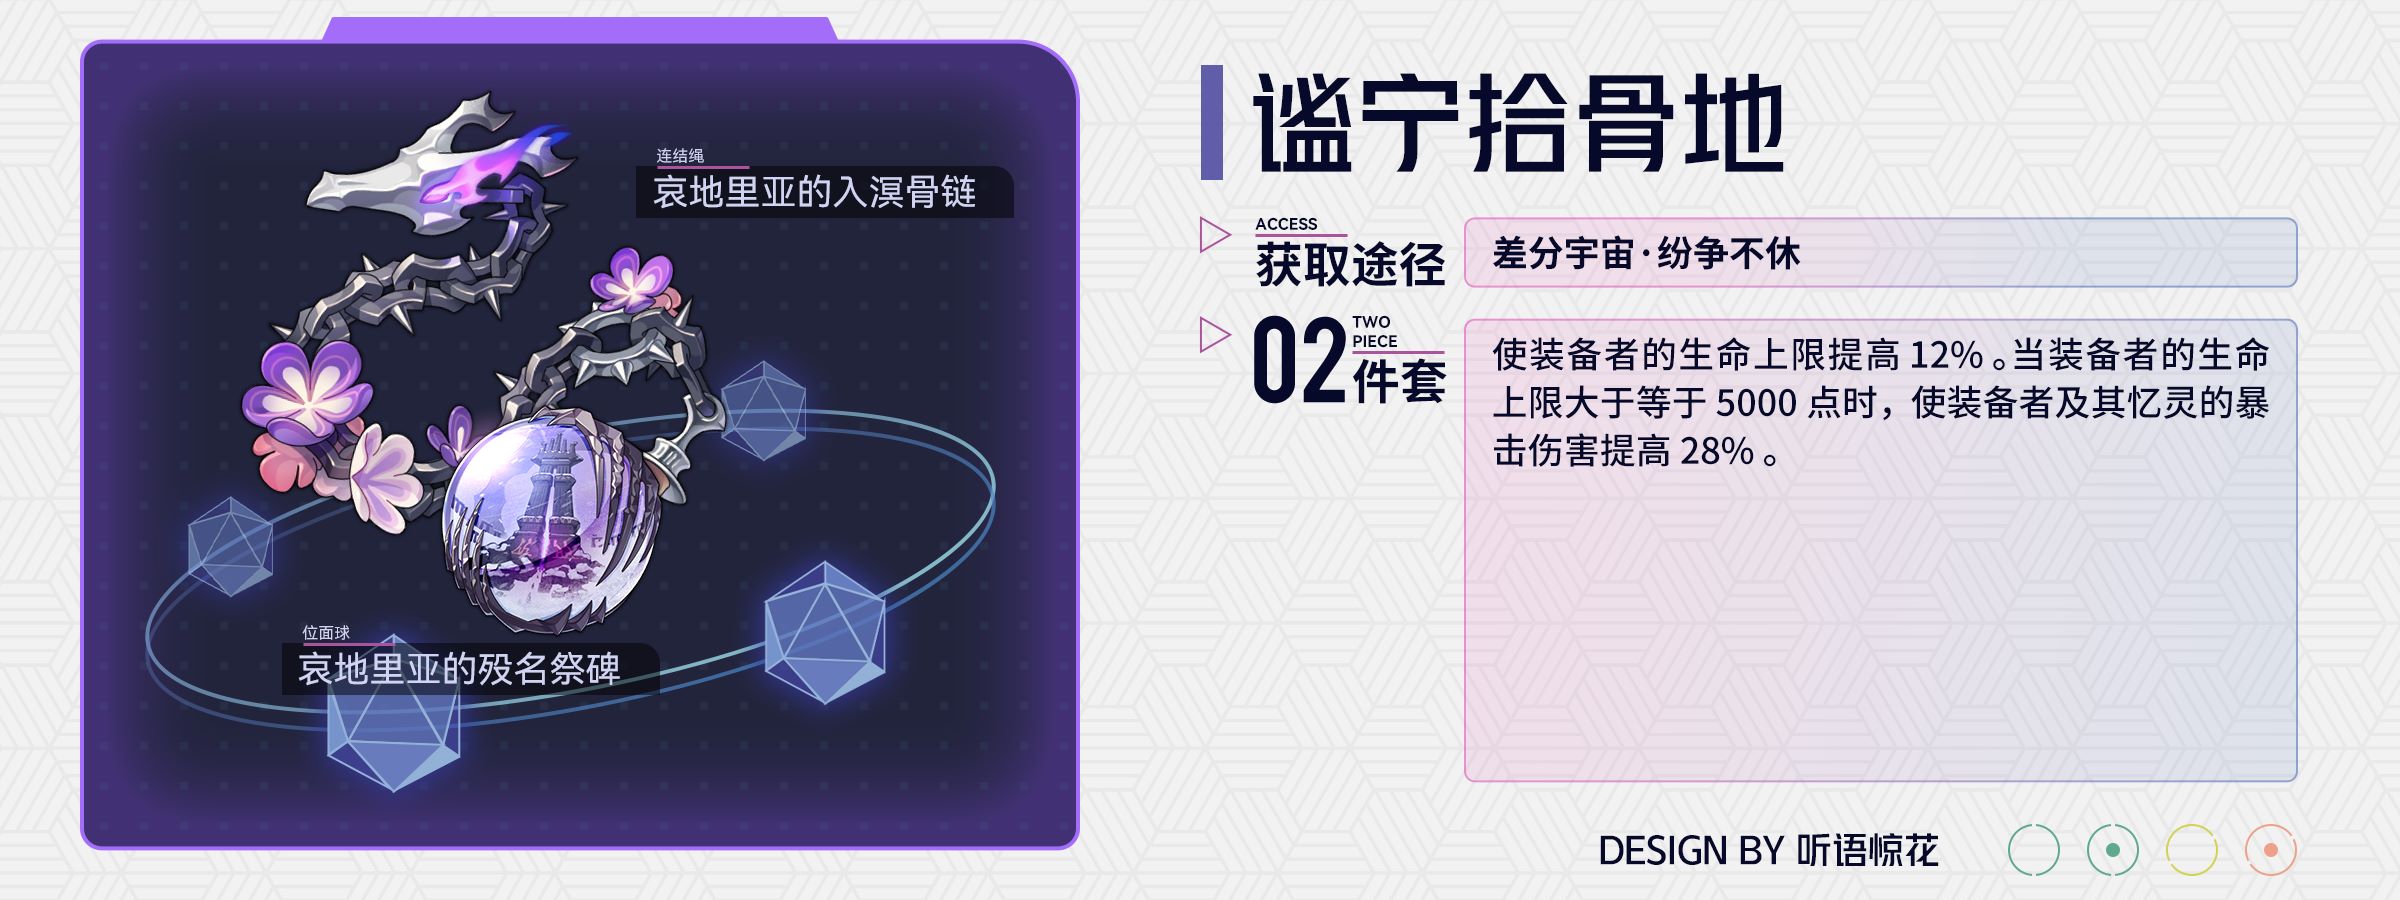 连结绳
哀地里亚的入溟骨链
位面球
哀地里亚的殁名祭碑
谧宁拾骨地
ACCESS
获取途径
差分宇宙·纷争不休
02
TWO
PIECE
件套
使装备者的生命上限提高 12% 。当装备者的生命
上限大于等于 5000 点时，使装备者及其忆灵的暴
击伤害提高 28% 。
DESIGN BY 听语惊花